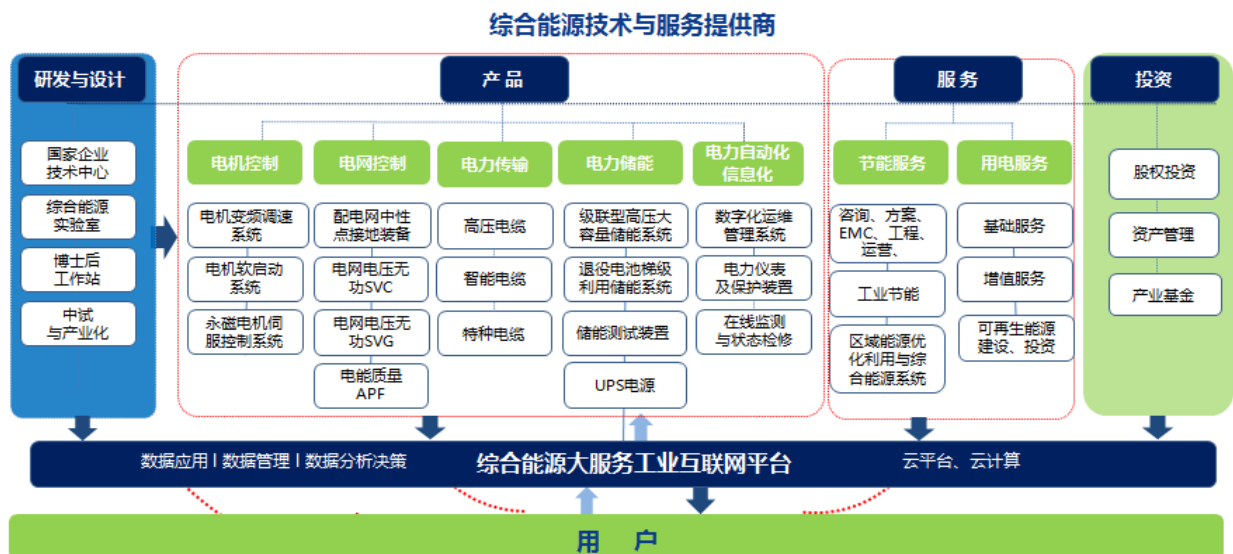 综合能源技术与服务提供商
研发与设计
国家企业
技术中心
综合能源
实验室
博士后
工作站
中试
与产业化
产品
电机控制
电机变频调速
系统
电机软启动
系统
永磁电机伺
服控制系统
电网控制
配电网中性
点接地装备
电网电压无
功SVC
电网电压无
功SVG
电能质量
APF
电力传输
高压电缆
智能电缆
特种电缆
电力储能
级联型高压大
容量储能系统
退役电池梯级
利用储能系统
储能测试装置
UPS电源
电力自动化
信息化
数字化运维
管理系统
电力仪表
及保护装置
在线监测
与状态检修
服务
节能服务
咨询、方案、
EMC、工程、
运营、
工业节能
区域能源优
化利用与综
合能源系统
用电服务
基础服务
增值服务
可再生能源
建设、投资
投资
股权投资
资产管理
产业基金
数据应用 l 数据管理 l 数据分析决策
综合能源大服务工业互联网平台
云平台、云计算
用 户